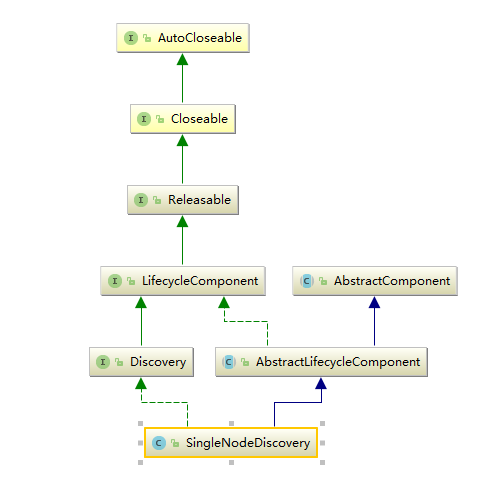 I AutoCloseable
I Closeable
I Releasable
I LifecycleComponent
C AbstractComponent
I Discovery
C AbstractLifecycleComponent
C SingleNodeDiscovery